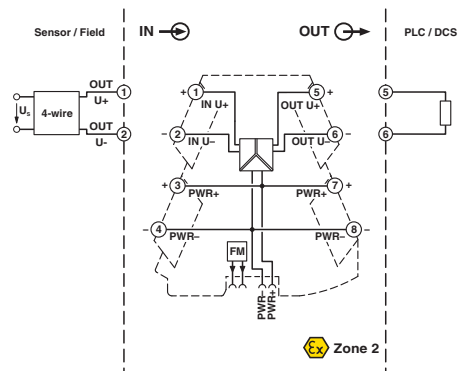 Sensor / Field
IN
OUT
PLC / DCS
OUT
U+
1
+ 1
IN U+
5 +
OUT U+
5
Us
4-wire
OUT
U-
2
– 2
IN U–
6 –
OUT U–
6
+ 3
PWR+
7 +
PWR+
– 4
PWR–
8 –
PWR–
FM
PWR–
PWR+
Ex Zone 2